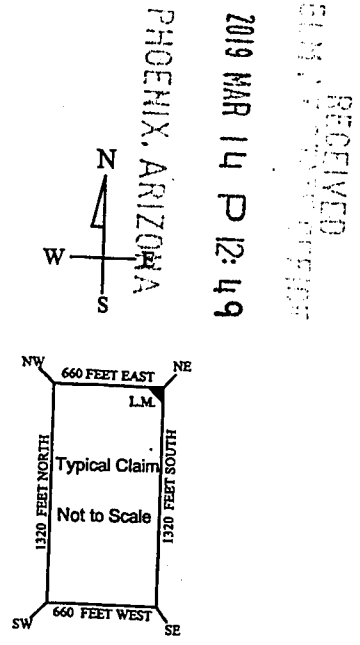 RECEIVED
2019 MAR 14 P 12:49
PHOENIX, ARIZONA
N
W E
S
NW 660 FEET EAST NE
L.M.
1320 FEET NORTH
Typical Claim
Not to Scale
1320 FEET SOUTH
SW 660 FEET WEST SE